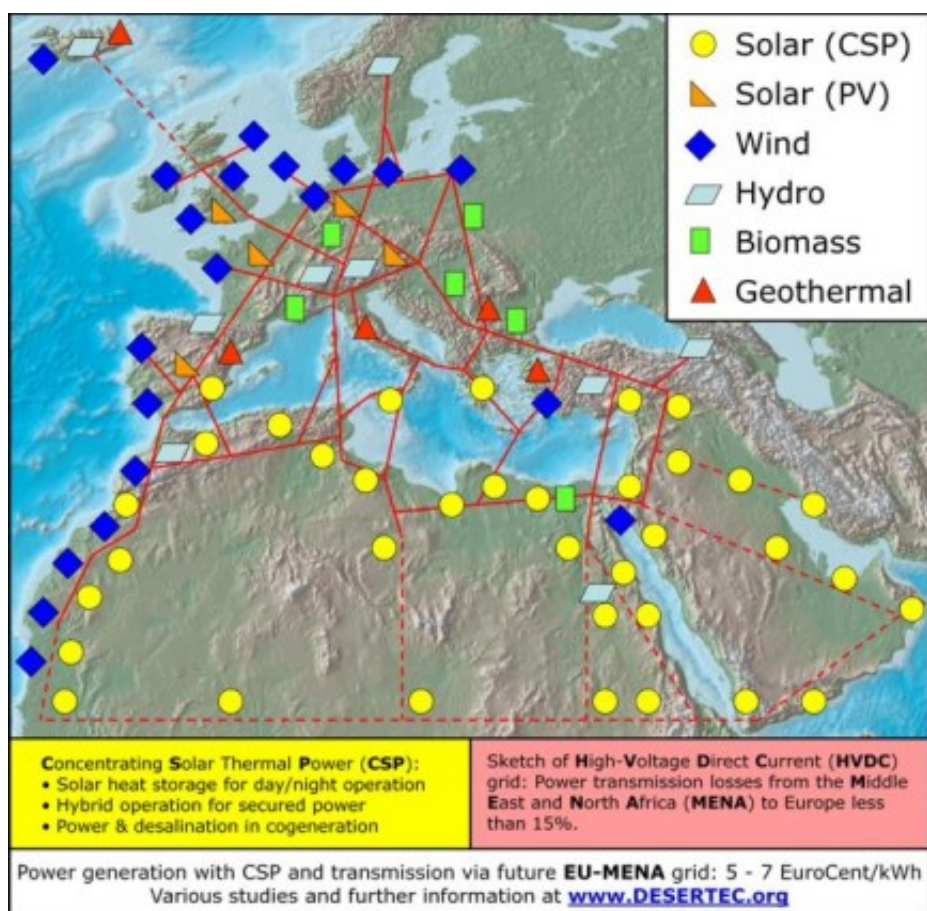 Solar (CSP)
Solar (PV)
Wind
Hydro
Biomass
Geothermal
Concentrating Solar Thermal Power (CSP):
• Solar heat storage for day/night operation
• Hybrid operation for secured power
• Power & desalination in cogeneration
Sketch of High-Voltage Direct Current (HVDC)
grid: Power transmission losses from the Middle
East and North Africa (MENA) to Europe less
than 15%.
Power generation with CSP and transmission via future EU-MENA grid: 5 - 7 EuroCent/kWh
Various studies and further information at www.DESERTEC.org